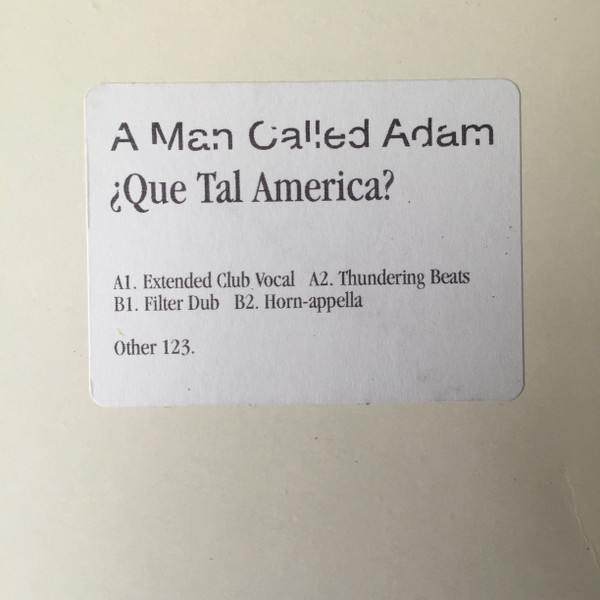 A Man Called Adam
¿Que Tal America?
A1. Extended Club Vocal A2. Thundering Beats
B1. Filter Dub B2. Horn-appella
Other 123.